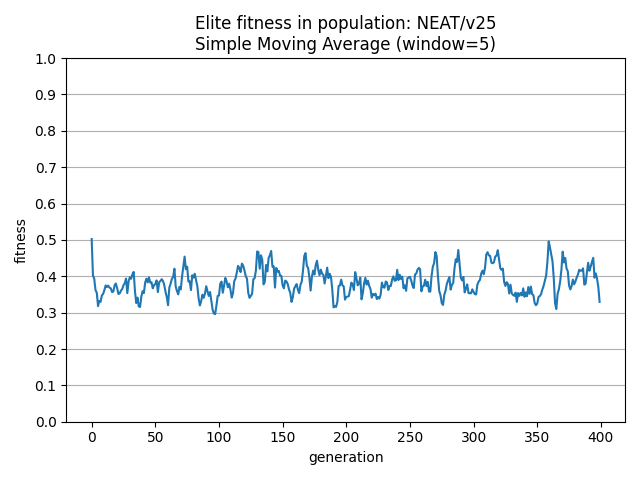 Elite fitness in population: NEAT/v25
Simple Moving Average (window=5)
1.0
0.9
0.8
0.7
0.6
0.5
0.4
0.3
0.2
0.1
0.0
fitness
0 50 100 150 200 250 300 350 400
generation